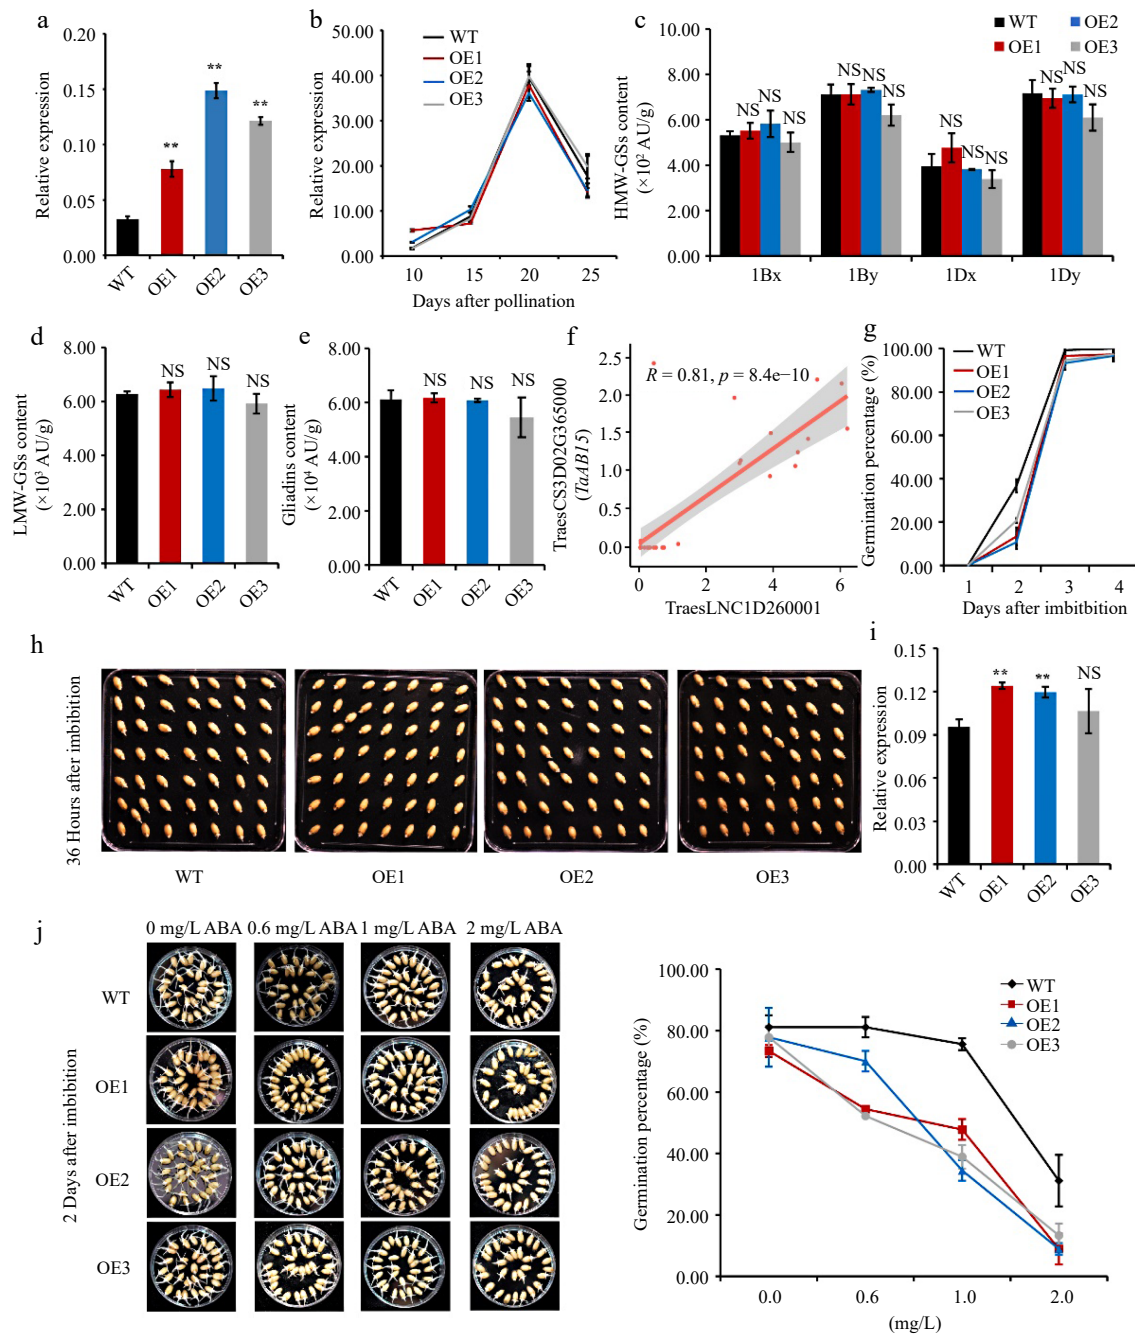 a
0.20
0.15
0.10
0.05
0.00
Relative expression
**
**
**
WT
OE1
OE2
OE3
b
50.00
40.00
30.00
20.00
10.00
0.00
Relative expression
WT
OE1
OE2
OE3
10
15
20
25
Days after pollination
c
WT
OE1
OE2
OE3
8.00
6.00
4.00
2.00
0.00
HMW-GSs content
(×10² AU/g)
NS NS NS
NS NS NS
NS NS NS
NS NS NS
1Bx
1By
1Dx
1Dy
d
8.00
6.00
4.00
2.00
0.00
LMW-GSs content
(×10³ AU/g)
NS
NS
NS
WT
OE1
OE2
OE3
e
8.00
6.00
4.00
2.00
0.00
Gliadins content
(×10⁴ AU/g)
NS
NS
NS
WT
OE1
OE2
OE3
f
2.5
2.0
1.5
1.0
0.0
TraesCS3D02G365000
(TaAB15)
R = 0.81, p = 8.4e−10
0
2
4
6
TraesLNC1D260001
g
100.00
80.00
60.00
40.00
20.00
0.00
Germination percentage (%)
WT
OE1
OE2
OE3
1
2
3
4
Days after imbitbition
h
36 Hours after imbibition
WT
OE1
OE2
OE3
i
0.15
0.12
0.09
0.06
0.03
0.00
Relative expression
**
**
NS
WT
OE1
OE2
OE3
j
0 mg/L ABA 0.6 mg/L ABA 1 mg/L ABA 2 mg/L ABA
2 Days after imbibition
WT
OE1
OE2
OE3
100.00
80.00
60.00
40.00
20.00
0.00
Germination percentage (%)
WT
OE1
OE2
OE3
0.0
0.6
1.0
2.0
(mg/L)